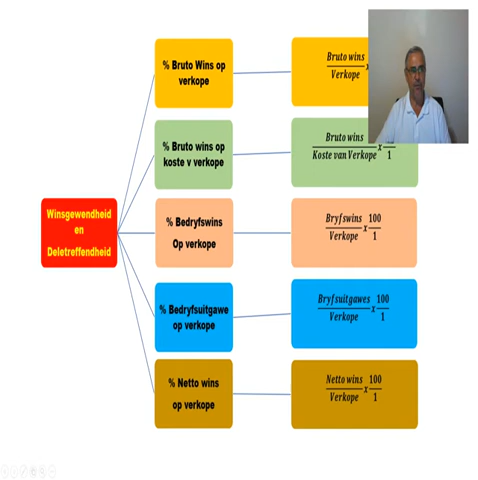 Winsgewendheid
en
Deletreffendheid
% Bruto Wins op
verkope
Bruto wins
Verkope x
% Bruto wins op
koste v verkope
Bruto wins
Koste van Verkope x
1
% Bedryfswins
Op verkope
Bryfswins 100
Verkope x 1
% Bedryfsuitgawe
op verkope
Bryfsuitgawes 100
Verkope x 1
% Netto wins
op verkope
Netto wins 100
Verkope x 1